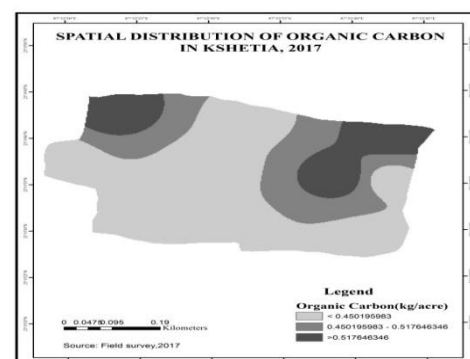 SPATIAL DISTRIBUTION OF ORGANIC CARBON
IN KSHETIA, 2017
Legend
Organic Carbon(kg/acre)
< 0.450195983
0.450195983 - 0.517646346
>0.517646346
0 0.0475 0.095 0.19
Kilometers
Source: Field survey,2017